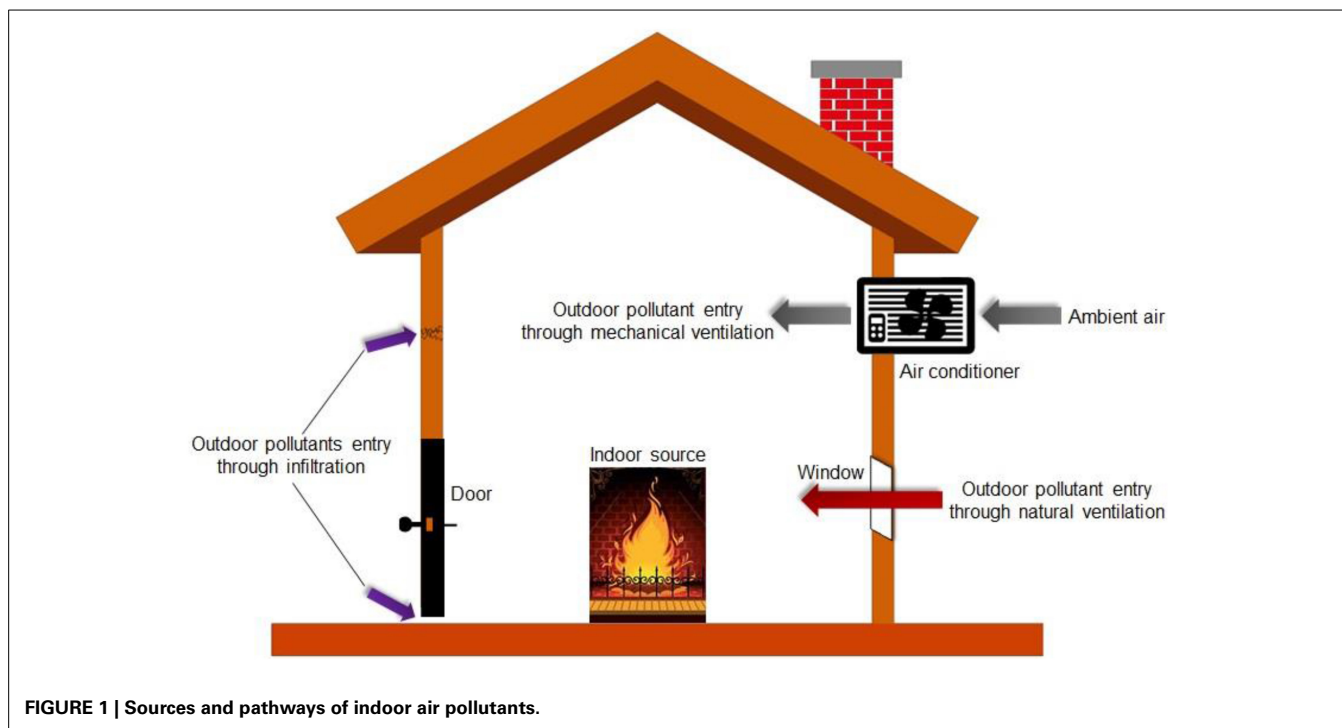 Outdoor pollutant entry
through mechanical ventilation
Ambient air
Air conditioner
Outdoor pollutants entry
through infiltration
Door
Indoor source
Window
Outdoor pollutant entry
through natural ventilation
FIGURE 1 | Sources and pathways of indoor air pollutants.